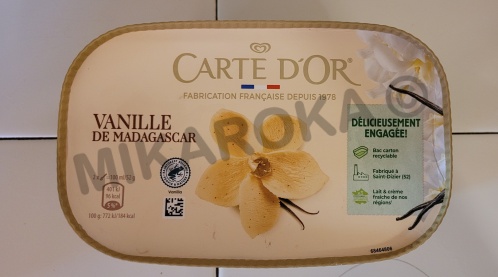 CARTE D'OR
FABRICATION FRANÇAISE DEPUIS 1978
VANILLE
DE MADAGASCAR
DÉLICIEUSEMENT
ENGAGÉE!
Bac carton
recyclable
Fabriqué à
Saint-Dizier (52)
Lait & crème
fraîche de nos
régions
Vanilla
MIKAROKA ©